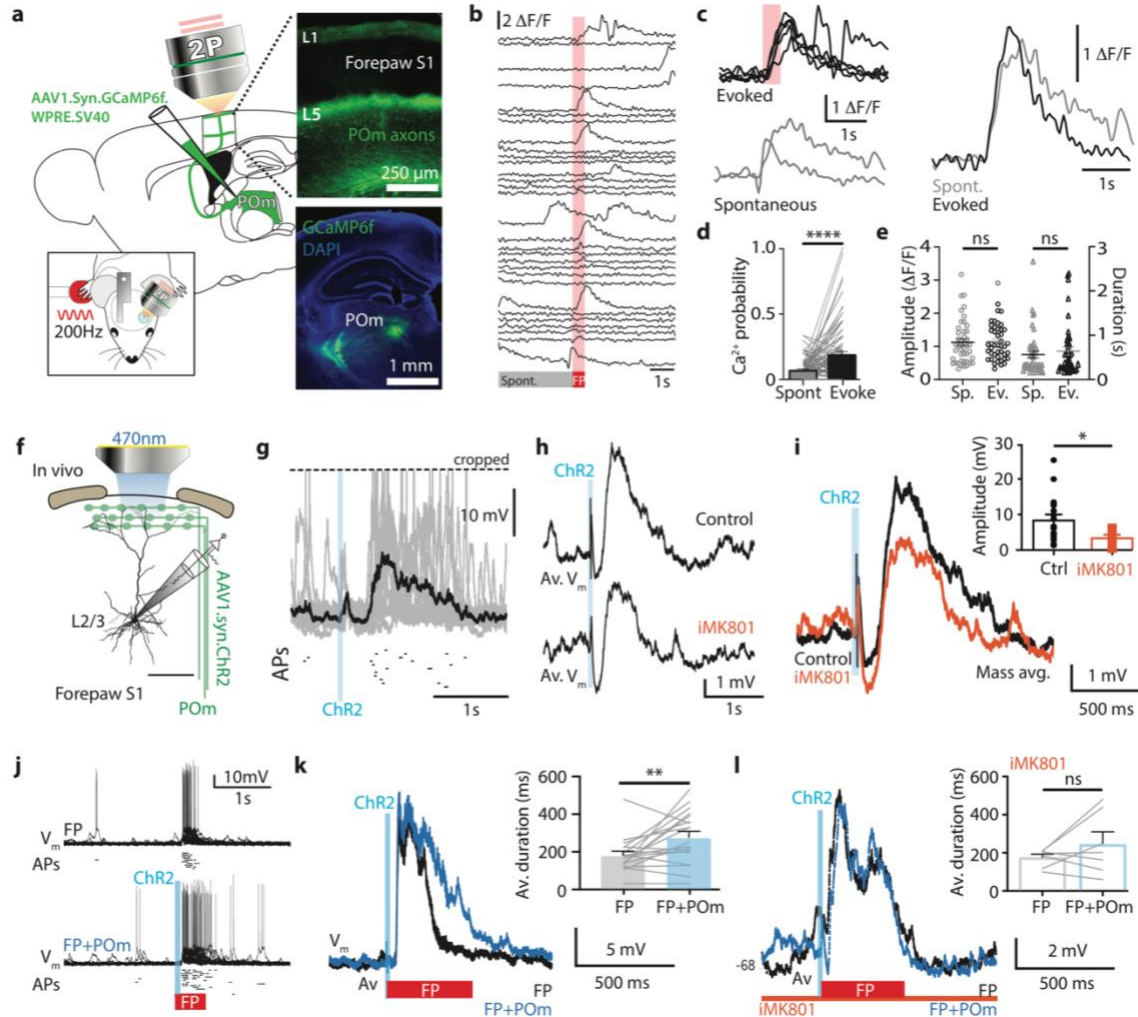 a
2P
AAV1.Syn.GCaMP6f.
WPRE.SV40
POm
200Hz
L1
Forepaw S1
L5
POm axons
250 µm
GCaMP6f
DAPI
POm
1 mm
b
2 ΔF/F
Spont.
FP
1s
c
Evoked
1 ΔF/F
1s
Spontaneous
1 ΔF/F
Spont.
Evoked
1s
d
****
Ca2+ probability
1.0
0.5
0
Spont
Evoke
e
ns
ns
Amplitude (ΔF/F)
4
3
2
1
0
Duration (s)
3
2
1
0
Sp.
Ev.
Sp.
Ev.
f
470nm
In vivo
L2/3
AAV1.syn.ChR2
Forepaw S1
POm
g
cropped
10 mV
APs
ChR2
1s
h
ChR2
Control
Av. Vm
iMK801
Av. Vm
1 mV
1s
i
ChR2
Amplitude (mV)
30
20
10
0
*
Ctrl
iMK801
Control
iMK801
Mass avg.
1 mV
500 ms
j
10mV
1s
FP
Vm
APs
ChR2
FP+POm
Vm
APs
FP
k
ChR2
Av. duration (ms)
600
400
200
0
**
FP
FP+POm
Vm
Av
FP
5 mV
500 ms
FP
FP+POm
l
iMK801
ChR2
Av. duration (ms)
600
400
200
0
ns
FP
FP+POm
-68
Av
FP
2 mV
500 ms
FP
iMK801
FP+POm